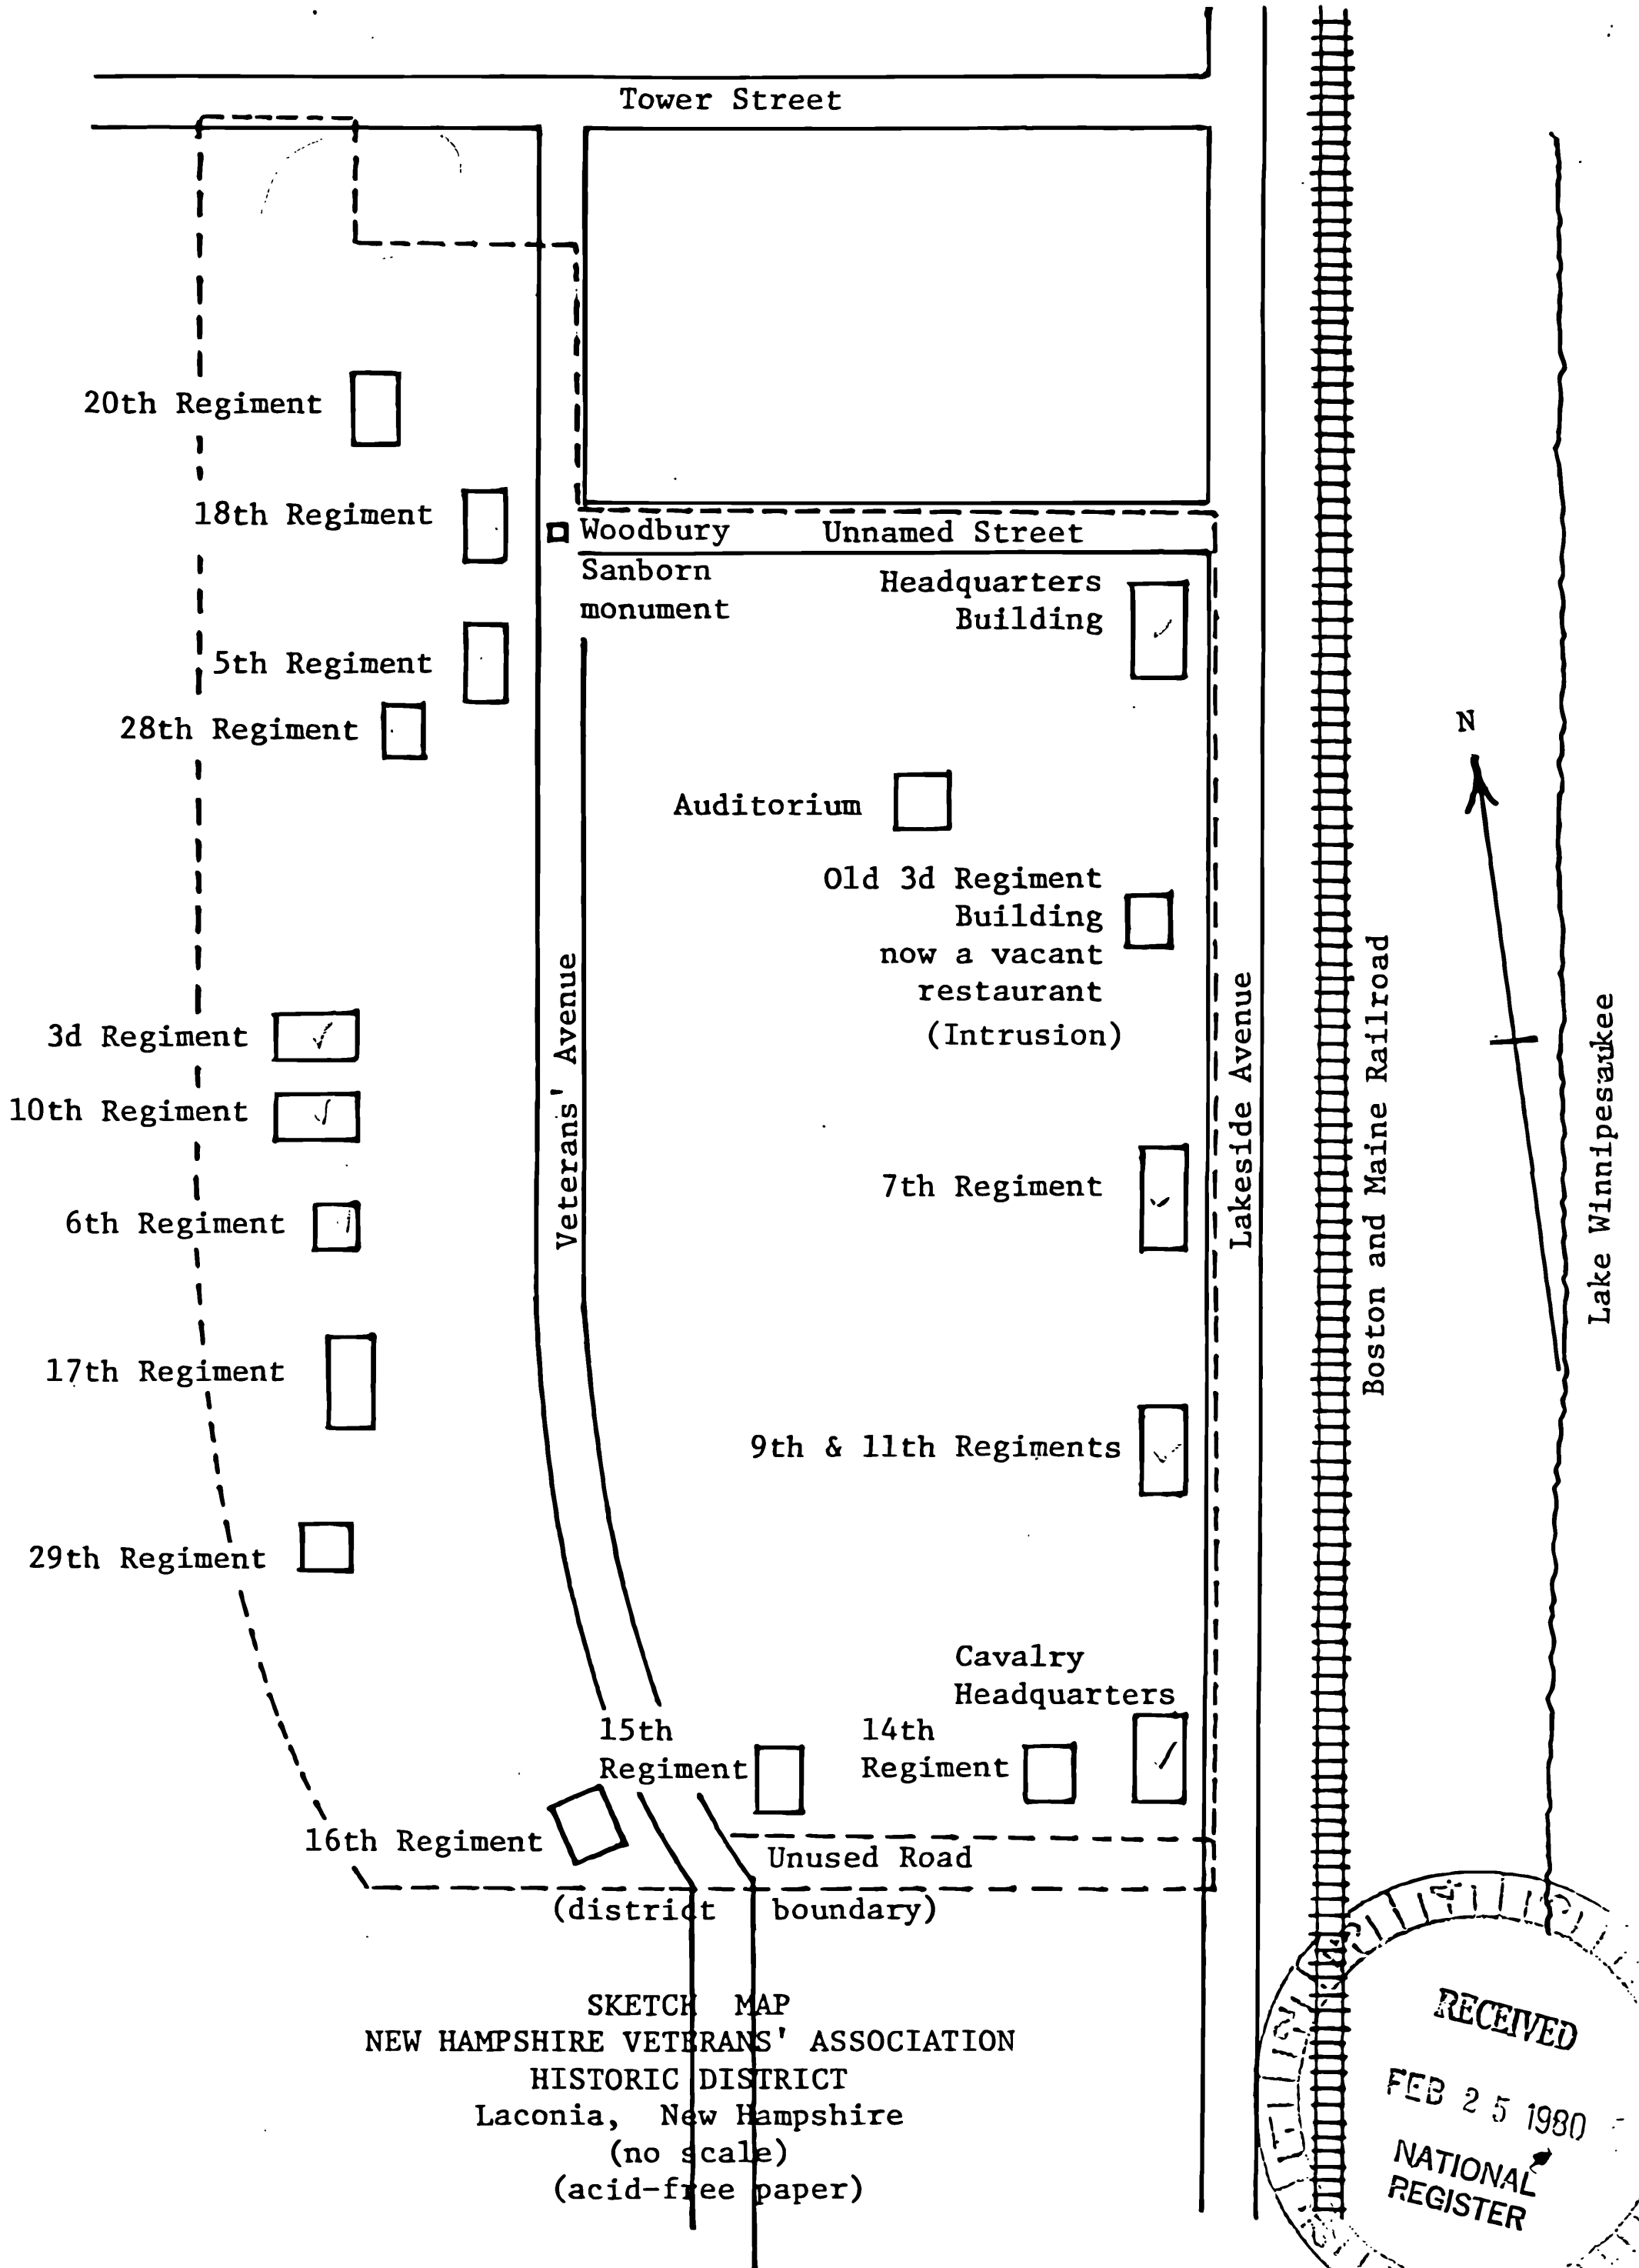 Tower Street
20th Regiment
18th Regiment
Woodbury
Sanborn
monument
Unnamed Street
Headquarters
Building
5th Regiment
28th Regiment
N
Auditorium
Old 3d Regiment
Building
now a vacant
restaurant
(Intrusion)
Veterans' Avenue
Lakeside Avenue
Boston and Maine Railroad
Lake Winnipesaukee
3d Regiment
10th Regiment
7th Regiment
6th Regiment
17th Regiment
9th & 11th Regiments
29th Regiment
Cavalry
Headquarters
15th
Regiment
14th
Regiment
16th Regiment
Unused Road
(district boundary)
SKETCH MAP
NEW HAMPSHIRE VETERANS' ASSOCIATION
HISTORIC DISTRICT
Laconia, New Hampshire
(no scale)
(acid-free paper)
RECEIVED
FEB 25 1980
NATIONAL
REGISTER